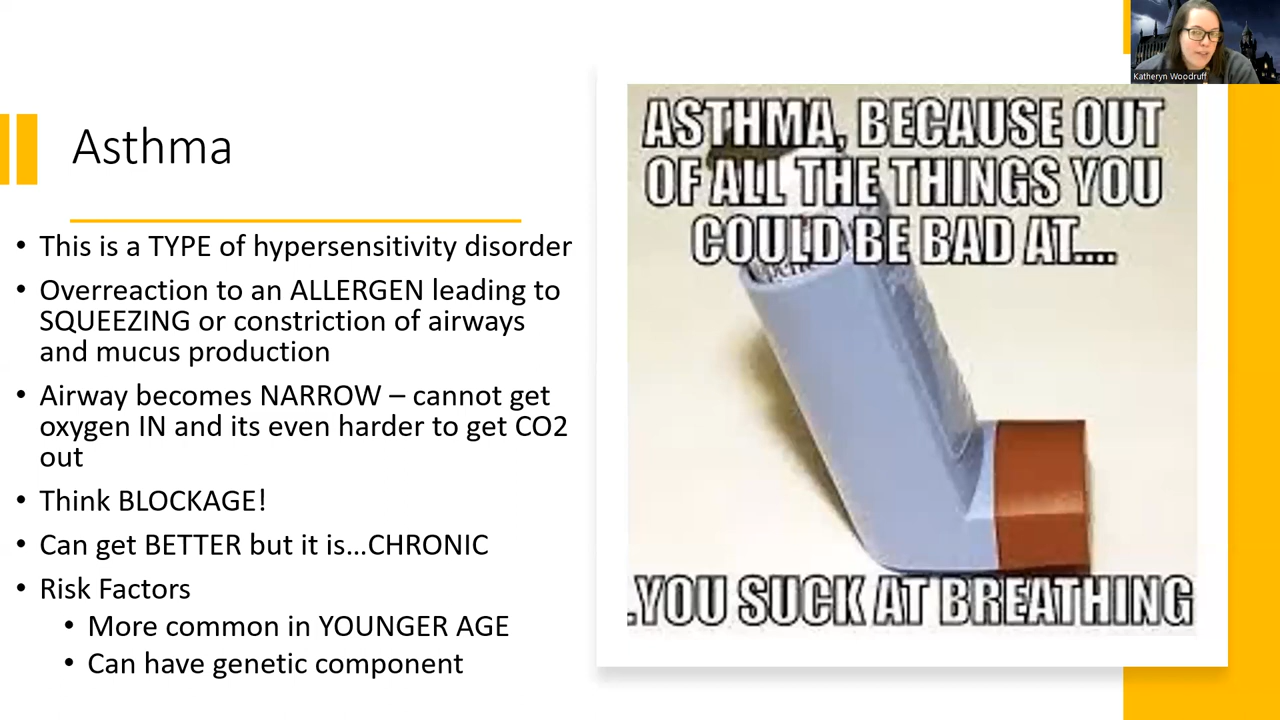 Katheryn Woodruff
Asthma
• This is a TYPE of hypersensitivity disorder
• Overreaction to an ALLERGEN leading to
SQUEEZING or constriction of airways
and mucus production
• Airway becomes NARROW – cannot get
oxygen IN and its even harder to get CO2
out
• Think BLOCKAGE!
• Can get BETTER but it is...CHRONIC
• Risk Factors
• More common in YOUNGER AGE
• Can have genetic component
ASTHMA, BECAUSE OUT
OF ALL THE THINGS YOU
COULD BE BAD AT....
.YOU SUCK AT BREATHING